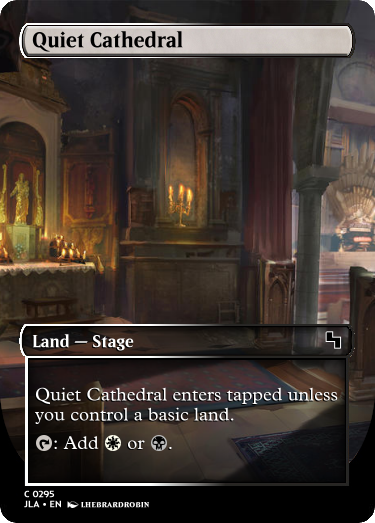 Quiet Cathedral
Land — Stage
Quiet Cathedral enters tapped unless
you control a basic land.
: Add or .
C 0295
JLA • EN LHEBRARDROBIN